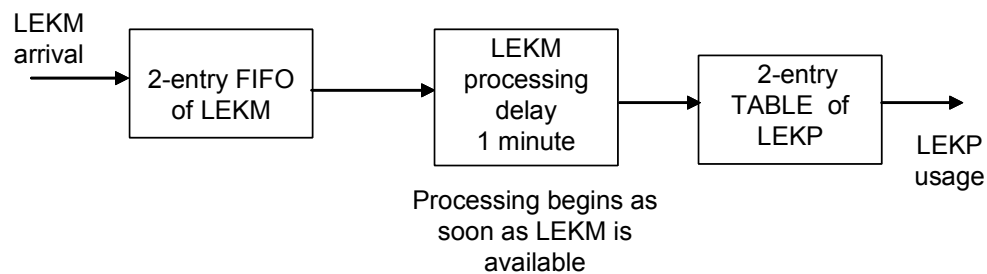 LEKM
arrival
2-entry FIFO
of LEKM
LEKM
processing
delay
1 minute
Processing begins as
soon as LEKM is
available
2-entry
TABLE of
LEKP
LEKP
usage